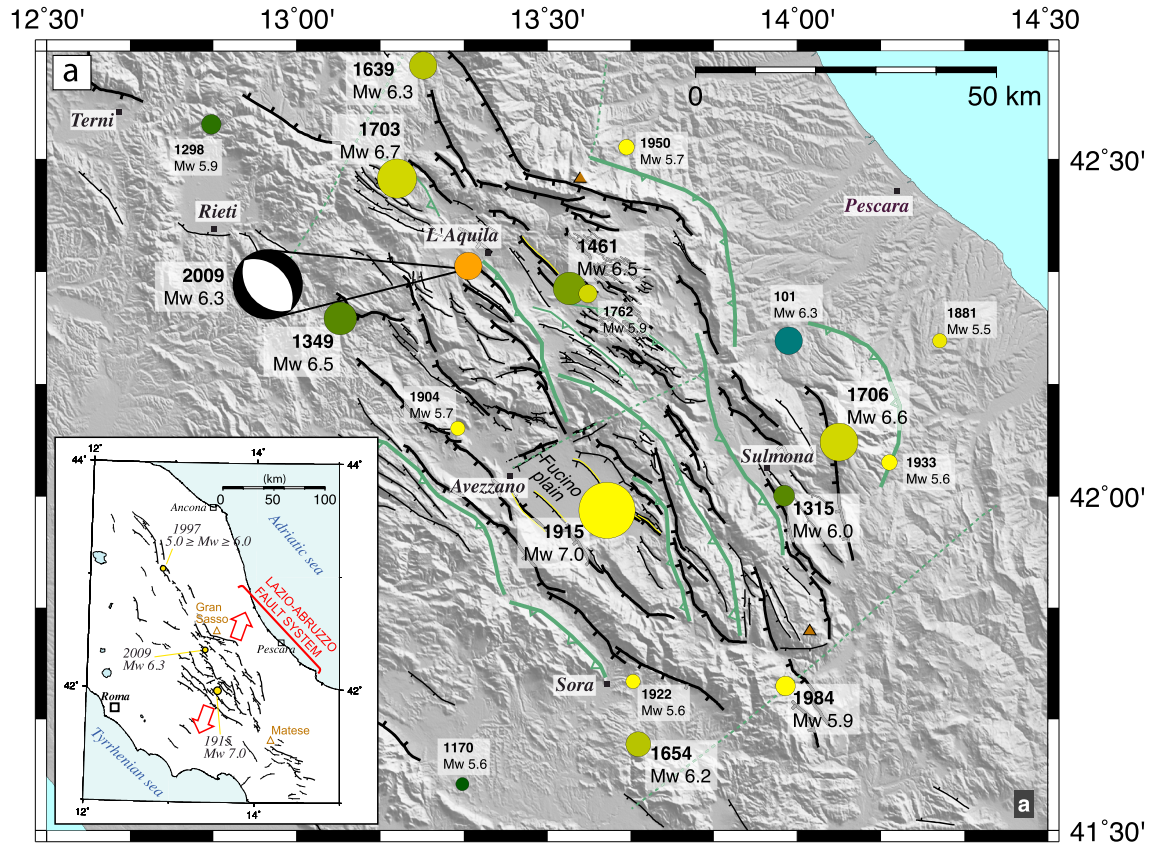 12°30' 13°00' 13°30' 14°00' 14°30'
a
1639
Mw 6.3
0 50 km
Terni
1703
Mw 6.7
1298
Mw 5.9
1950
Mw 5.7
42°30'
Pescara
Rieti
L'Aquila
1461
Mw 6.5
2009
Mw 6.3
101
Mw 6.3
1762
Mw 5.9
1881
Mw 5.5
1349
Mw 6.5
1904
Mw 5.7
1706
Mw 6.6
Sulmona
1933
Mw 5.6
Fucino
plain
Avezzano
42°00'
1315
Mw 6.0
1915
Mw 7.0
Sora
1922
Mw 5.6
1984
Mw 5.9
1654
Mw 6.2
1170
Mw 5.6
a
41°30'
12° 14°
44° 44°
(km)
0 50 100
Ancona
1997
5.0 ≥ Mw ≥ 6.0
Adriatic sea
LAZIO-ABRUZZO
FAULT SYSTEM
Gran
Sasso
2009
Mw 6.3
Pescara
42° 42°
Roma
1915
Mw 7.0
Matese
Tyrrhenian sea
12° 14°